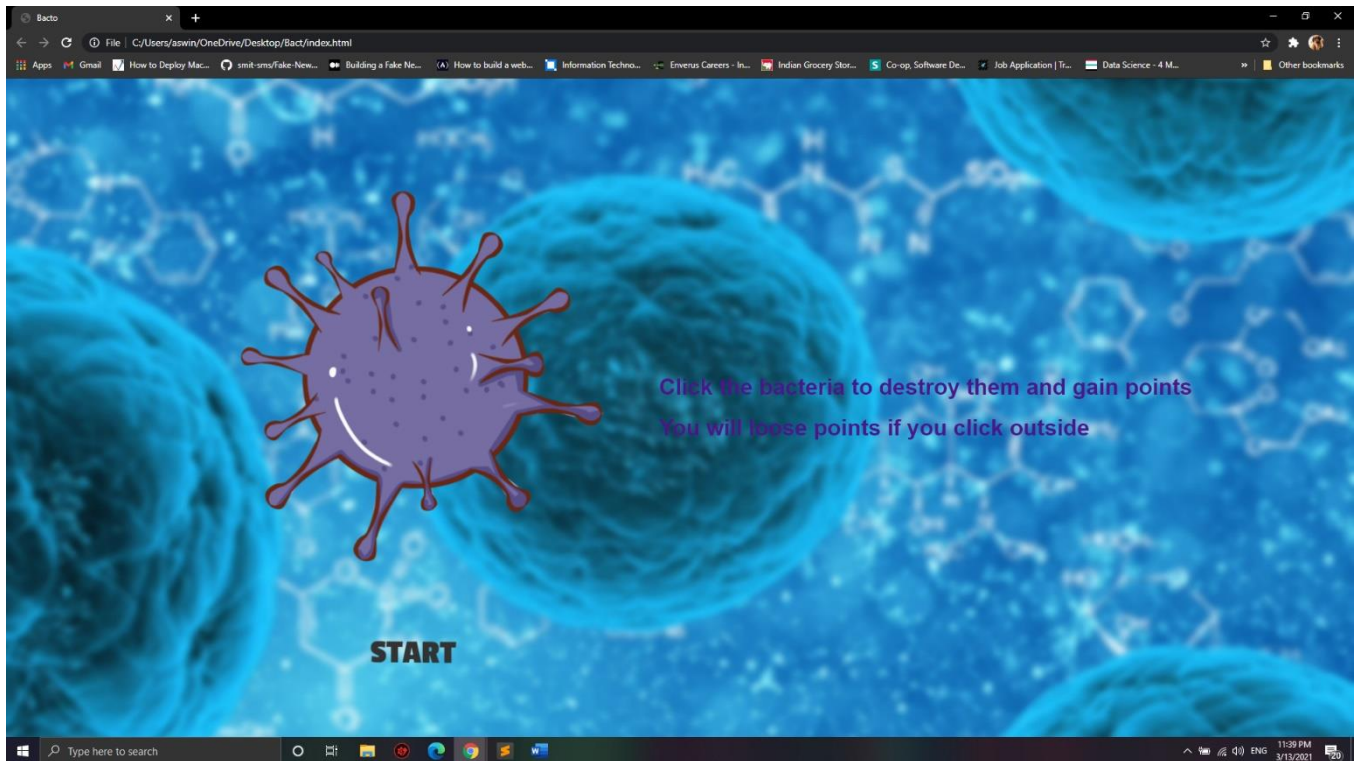 Bacto
File | C:/Users/aswin/OneDrive/Desktop/Bact/index.html
Apps Gmail How to Deploy Mac... smit-sms/Fake-New... Building a Fake Ne... How to build a web... Information Techno... Enverus Careers - In... Indian Grocery Stor... Co-op, Software De... Job Application | Tr... Data Science - 4 M... » Other bookmarks
Click the bacteria to destroy them and gain points
You will loose points if you click outside
START
Type here to search
ENG
11:39 PM
3/13/2021
20